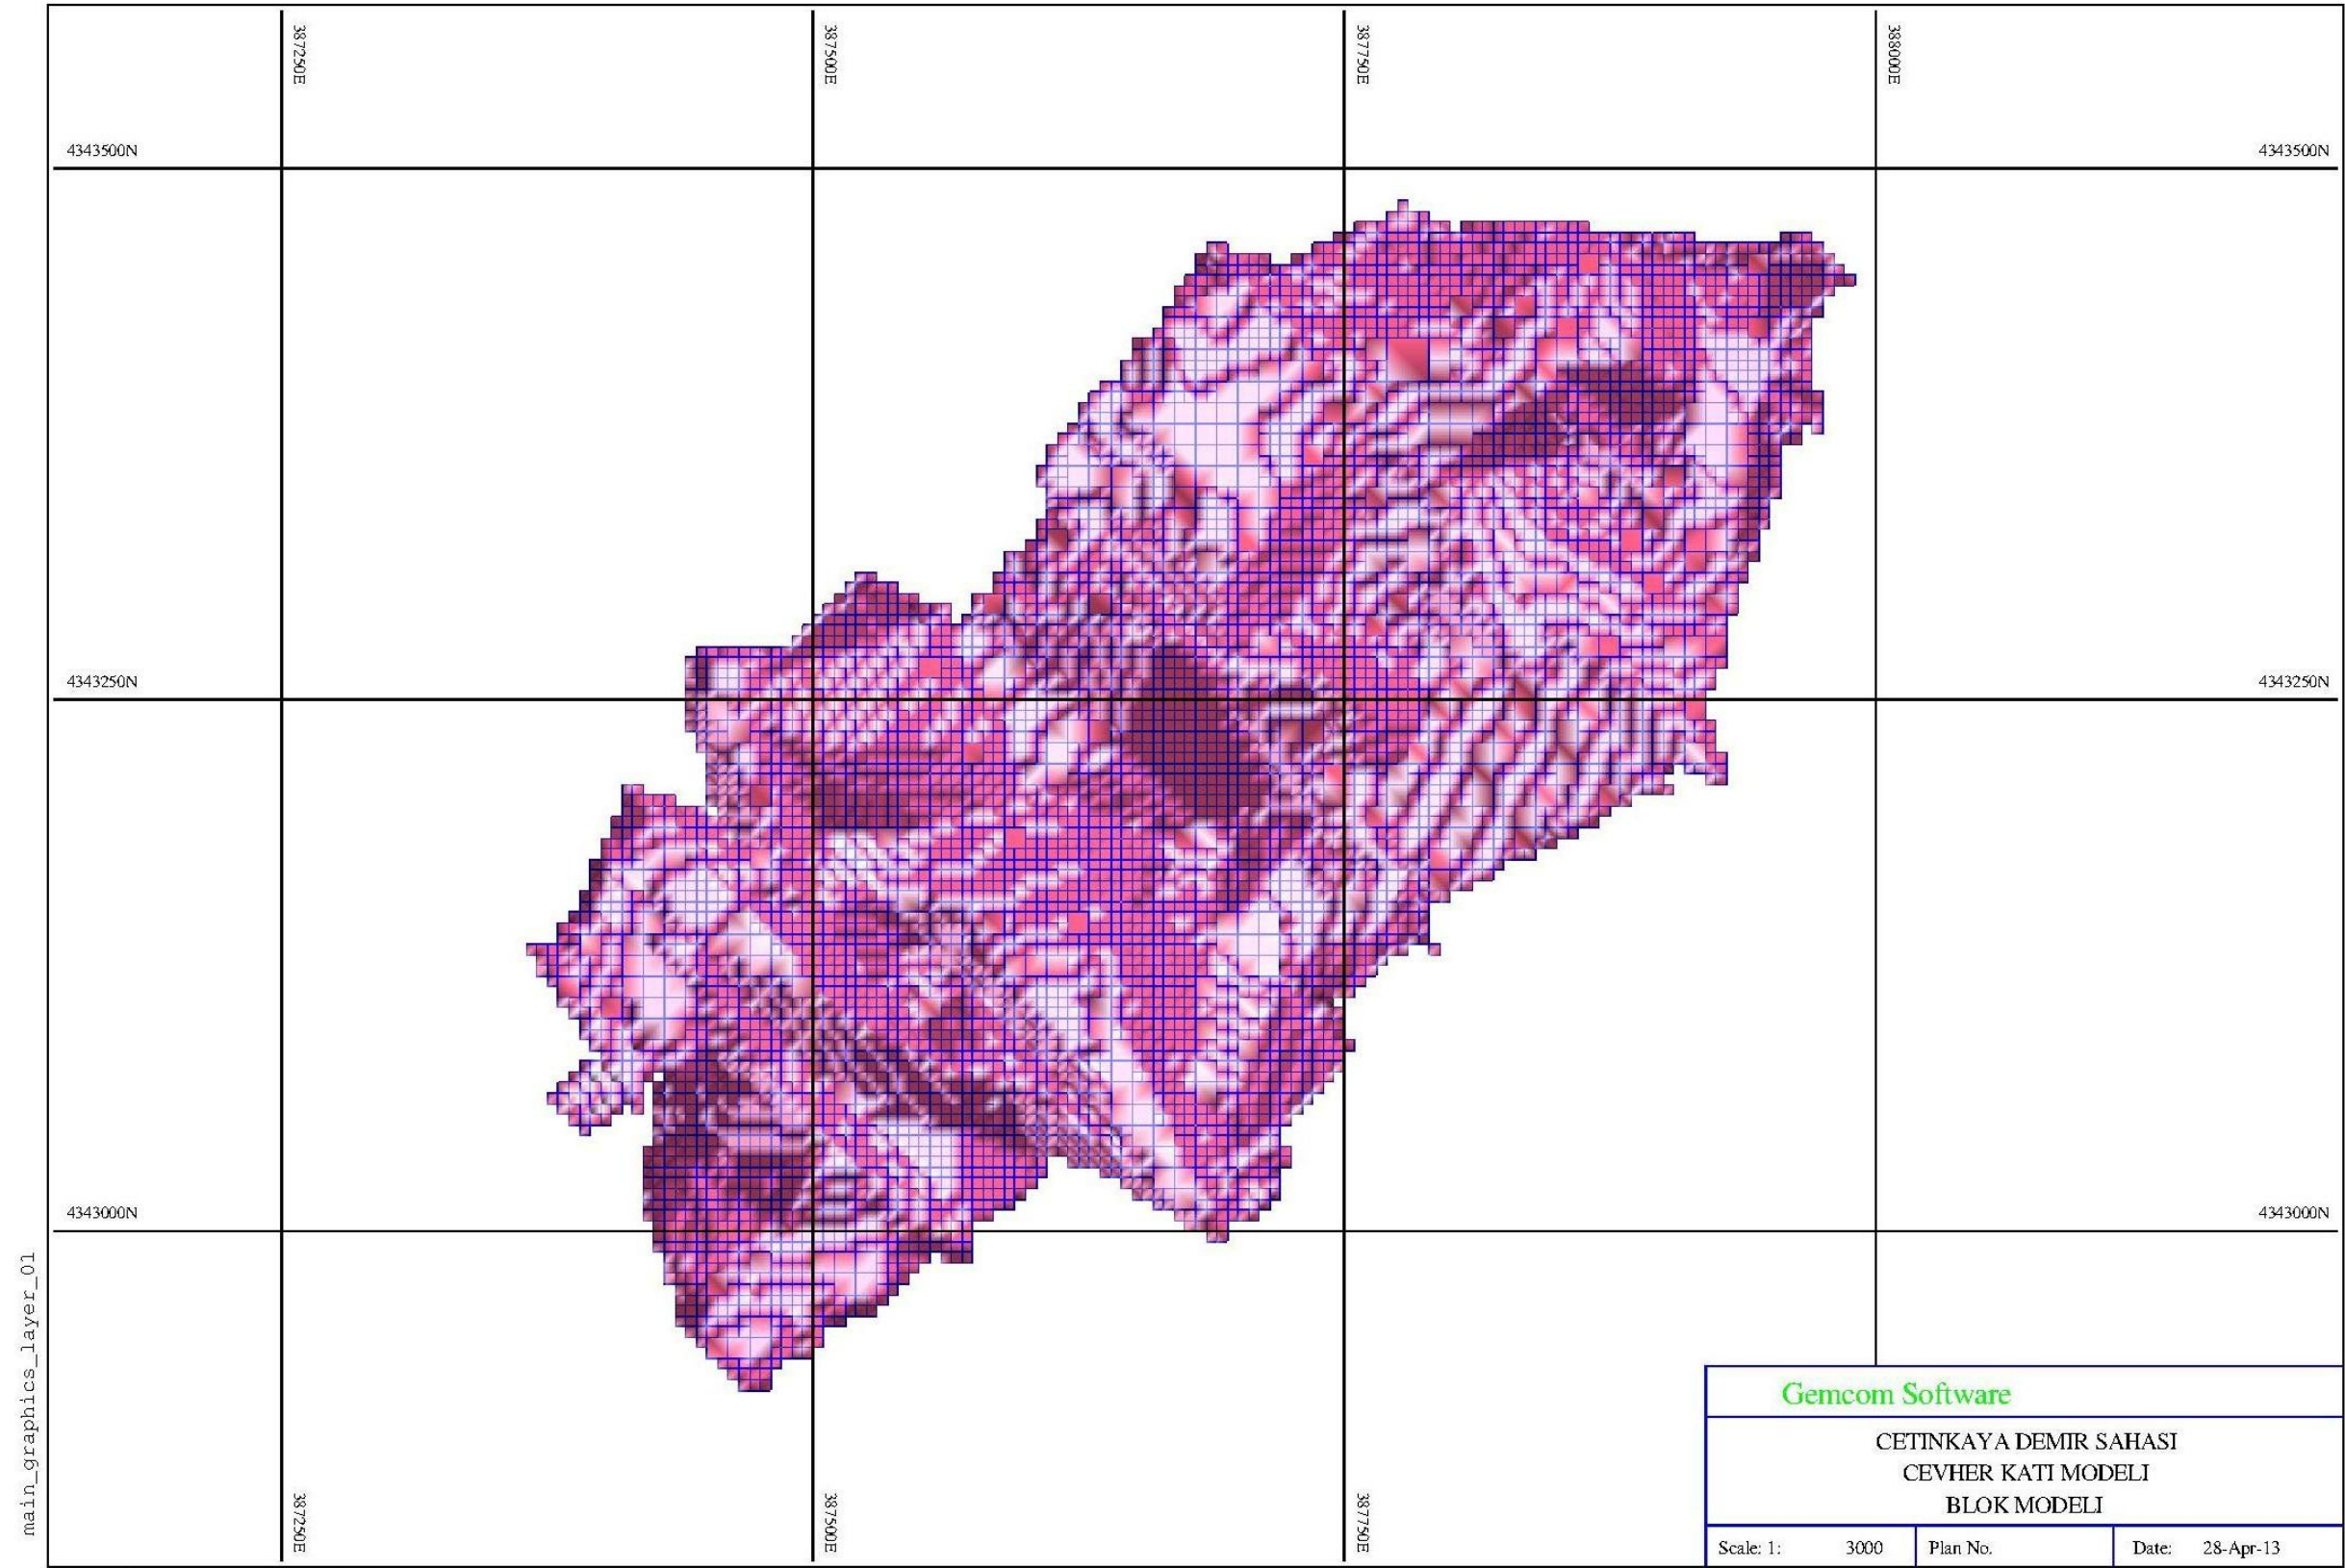 387250E
387500E
387750E
388000E
4343500N
4343500N
4343250N
4343250N
4343000N
4343000N
main_graphics_layer_01
387250E
387500E
387750E
Gemcom Software
CETINKAYA DEMIR SAHASI
CEVHER KATI MODELI
BLOK MODELI
Scale: 1: 3000 Plan No. Date: 28-Apr-13